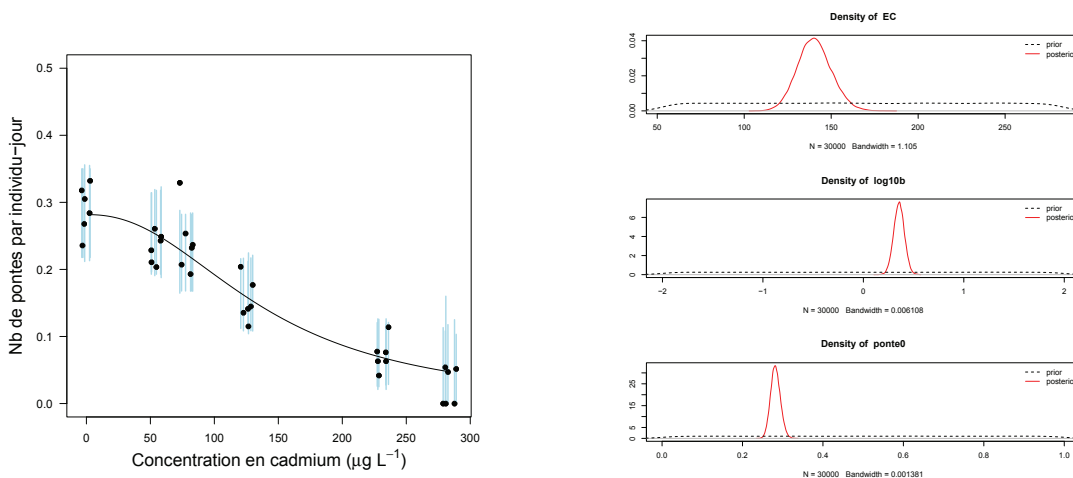 Nb de pontes par individu−jour
0.5
0.4
0.3
0.2
0.1
0.0
0 50 100 150 200 250 300
Concentration en cadmium (μg L−1)
Density of EC
0.04
0.02
0.00
prior
posterior
50 100 150 200 250
N = 30000 Bandwidth = 1.105
Density of log10b
6
4
2
0
prior
posterior
−2 −1 0 1 2
N = 30000 Bandwidth = 0.006108
Density of ponte0
25
15
5
0
prior
posterior
0.0 0.2 0.4 0.6 0.8 1.0
N = 30000 Bandwidth = 0.001381